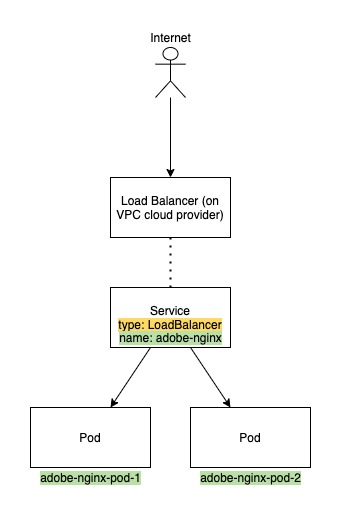 Internet
Load Balancer (on
VPC cloud provider)
Service
type: LoadBalancer
name: adobe-nginx
Pod
Pod
adobe-nginx-pod-1
adobe-nginx-pod-2